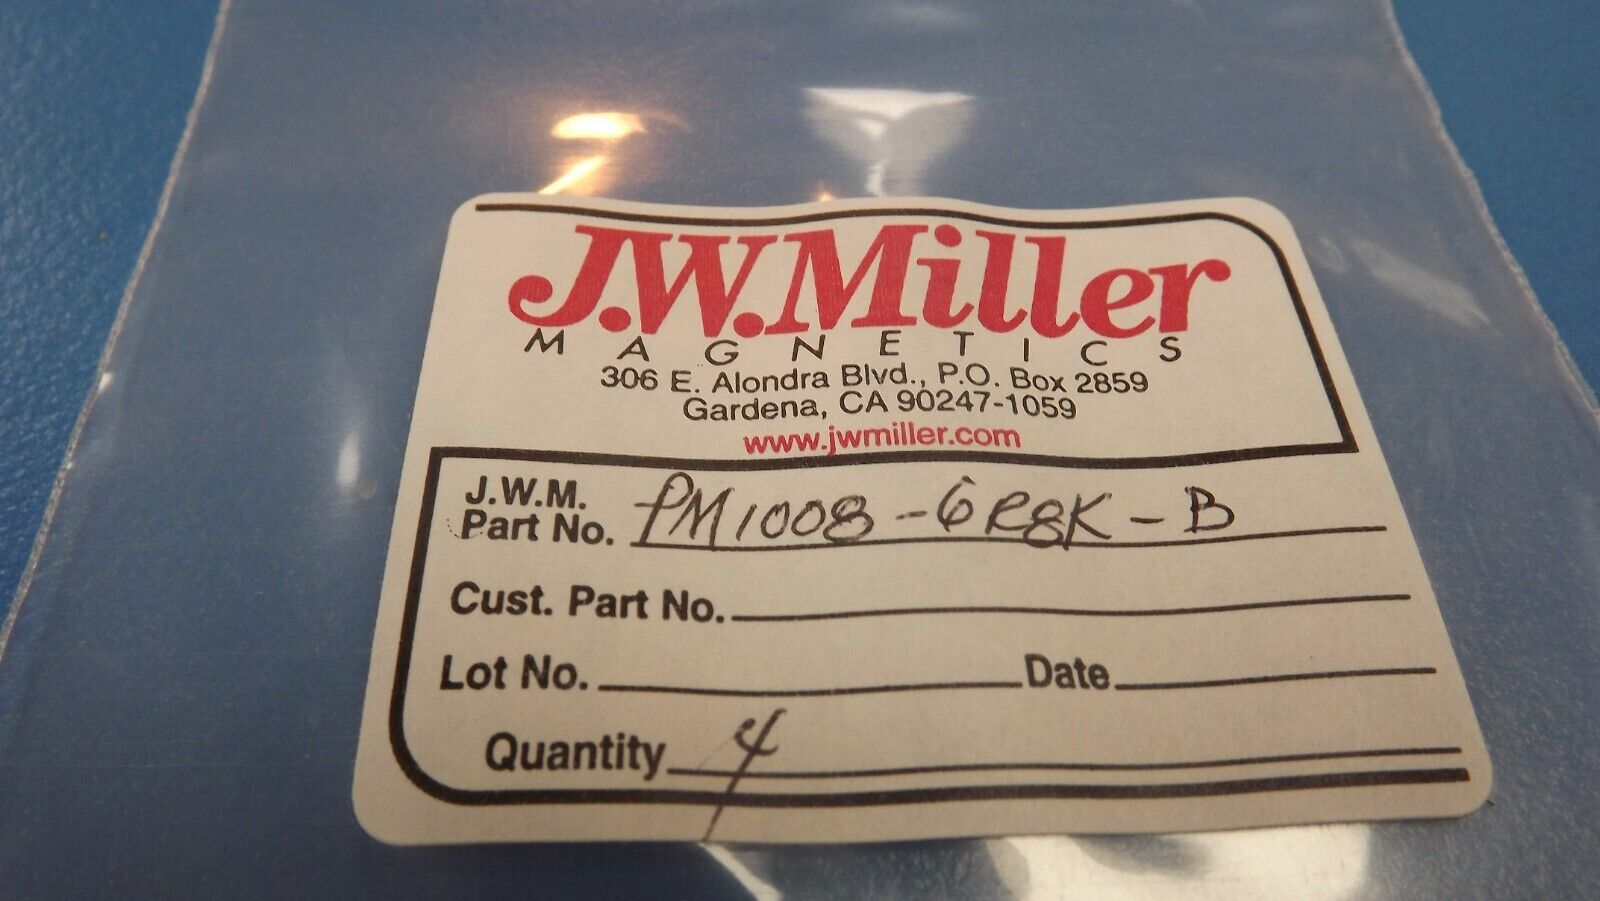 J.W.Miller
MAGNETICS
306 E. Alondra Blvd., P.O. Box 2859
Gardena, CA 90247-1059
www.jwmiller.com
J.W.M.
Part No. PM1008-6R8K-B
Cust. Part No.
Lot No. Date
Quantity 4